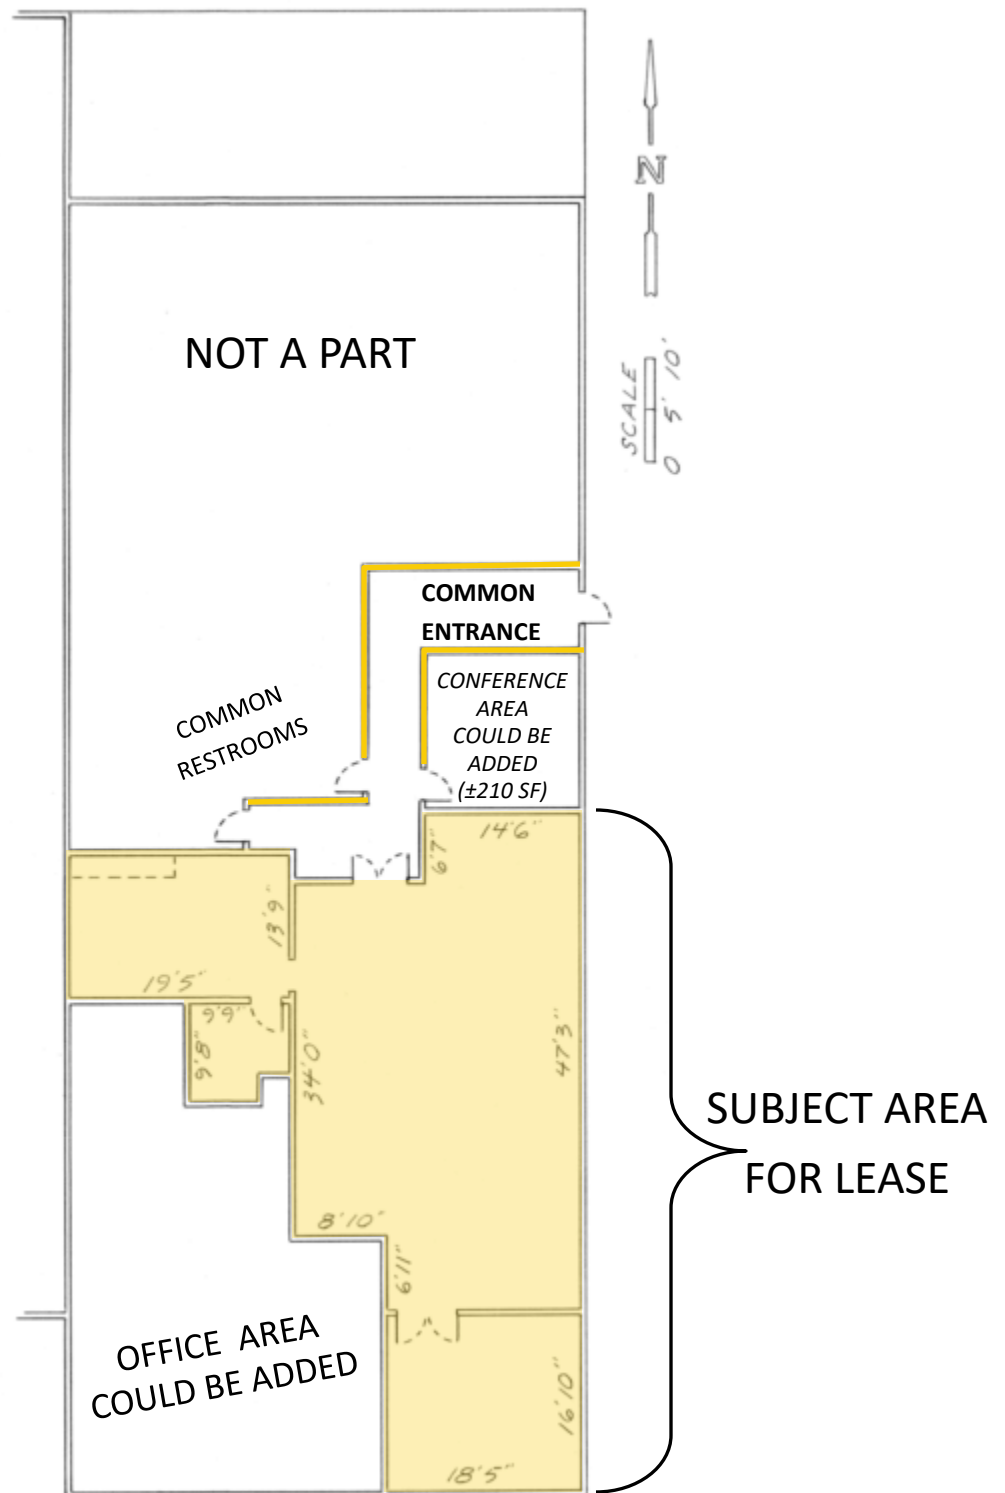 N
NOT A PART
SCALE
0 5' 10'
COMMON
ENTRANCE
CONFERENCE
AREA
COULD BE
ADDED
(±210 SF)
COMMON
RESTROOMS
14'6"
6'7"
13'9"
19'5"
9'9"
9'8"
34'0"
47'3"
SUBJECT AREA
FOR LEASE
8'10"
6'11"
OFFICE AREA
COULD BE ADDED
16'10"
18'5"